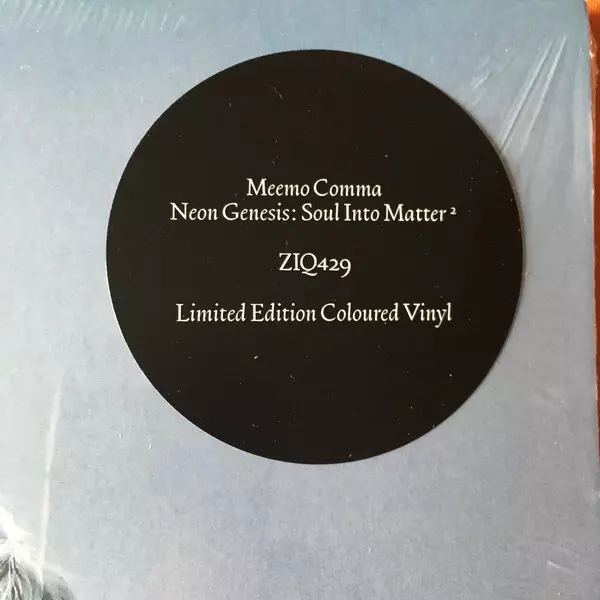 Meemo Comma
Neon Genesis: Soul Into Matter ²
ZIQ429
Limited Edition Coloured Vinyl